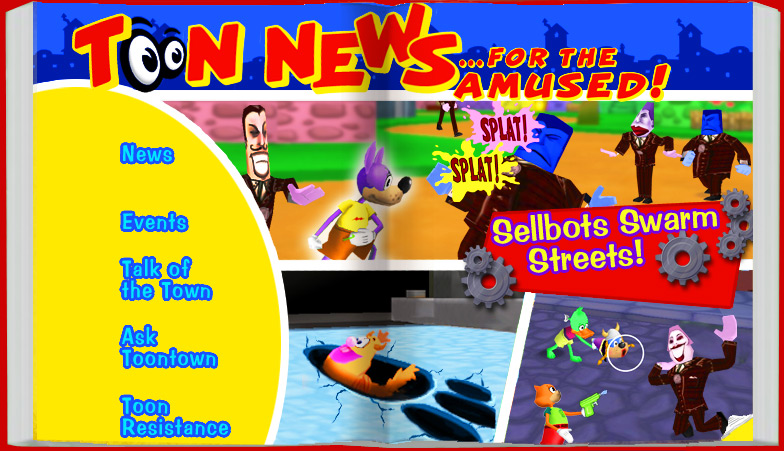 TOON NEWS
...FOR THE
AMUSED!
News
Events
Talk of
the Town
Ask
Toontown
Toon
Resistance
SPLAT!
SPLAT!
Sellbots Swarm
Streets!